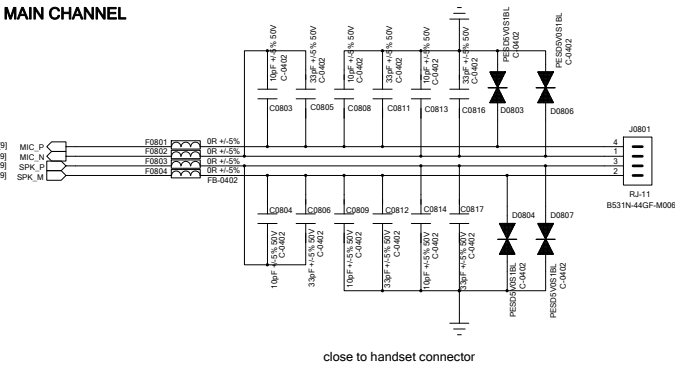 MAIN CHANNEL
10pF +/-5% 50V
C-0402
33pF +/-5% 50V
C-0402
10pF +/-5% 50V
C-0402
33pF +/-5% 50V
C-0402
10pF +/-5% 50V
C-0402
33pF +/-5% 50V
C-0402
PESD5V0S1BL
C-0402
PESD5V0S1BL
C-0402
C0803
C0805
C0808
C0811
C0813
C0816
D0803
D0806
J0801
9] MIC_P F0801 0R +/-5% 4
9] MIC_N F0802 0R +/-5% 1
9] SPK_P F0803 0R +/-5% 3
9] SPK_M F0804 0R +/-5% 2
FB-0402
RJ-11
B531N-44GF-M006
C0804
C0806
C0809
C0812
C0814
C0817
D0804
D0807
10pF +/-5% 50V
C-0402
33pF +/-5% 50V
C-0402
10pF +/-5% 50V
C-0402
33pF +/-5% 50V
C-0402
10pF +/-5% 50V
C-0402
33pF +/-5% 50V
C-0402
PESD5V0S1BL
C-0402
PESD5V0S1BL
C-0402
close to handset connector